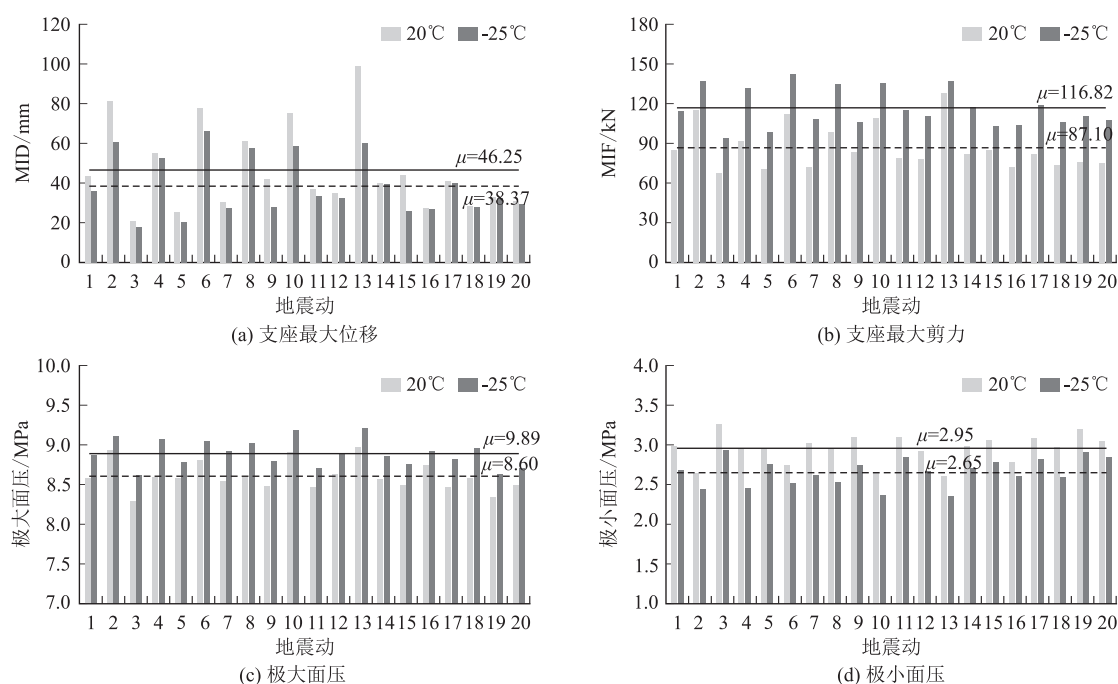 120
100
80
60
40
20
0
MID/mm
20℃ -25℃
μ=46.25
μ=38.37
1 2 3 4 5 6 7 8 9 10 11 12 13 14 15 16 17 18 19 20
地震动
(a) 支座最大位移
180
150
120
90
60
30
0
MIF/kN
20℃ -25℃
μ=116.82
μ=87.10
1 2 3 4 5 6 7 8 9 10 11 12 13 14 15 16 17 18 19 20
地震动
(b) 支座最大剪力
10.0
9.5
9.0
8.5
8.0
7.5
7.0
极大面压/MPa
20℃ -25℃
μ=9.89
μ=8.60
1 2 3 4 5 6 7 8 9 10 11 12 13 14 15 16 17 18 19 20
地震动
(c) 极大面压
4.0
3.5
3.0
2.5
2.0
1.5
1.0
极小面压/MPa
20℃ -25℃
μ=2.95
μ=2.65
1 2 3 4 5 6 7 8 9 10 11 12 13 14 15 16 17 18 19 20
地震动
(d) 极小面压